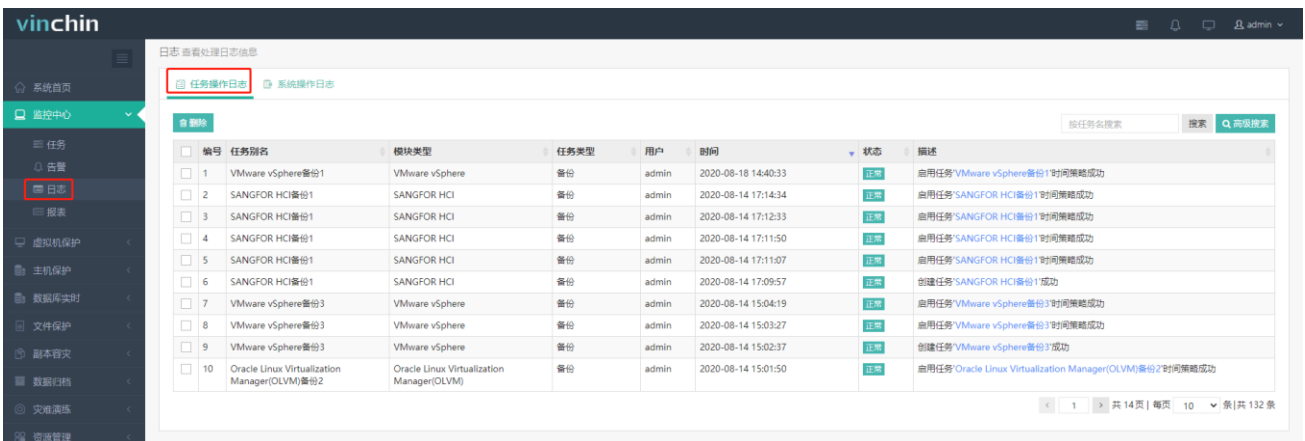 vinchin
admin
日志 查看处理日志信息
系统首页
任务操作日志 系统操作日志
监控中心
删除 按任务名搜索 搜索 高级搜索
任务
编号 任务别名 模块类型 任务类型 用户 时间 状态 描述
告警
1 VMware vSphere备份1 VMware vSphere 备份 admin 2020-08-18 14:40:33 正常 启用任务'VMware vSphere备份1'时间策略成功
日志
2 SANGFOR HCI备份1 SANGFOR HCI 备份 admin 2020-08-14 17:14:34 正常 启用任务'SANGFOR HCI备份1'时间策略成功
报表
3 SANGFOR HCI备份1 SANGFOR HCI 备份 admin 2020-08-14 17:12:33 正常 启用任务'SANGFOR HCI备份1'时间策略成功
虚拟机保护
4 SANGFOR HCI备份1 SANGFOR HCI 备份 admin 2020-08-14 17:11:50 正常 启用任务'SANGFOR HCI备份1'时间策略成功
5 SANGFOR HCI备份1 SANGFOR HCI 备份 admin 2020-08-14 17:11:07 正常 启用任务'SANGFOR HCI备份1'时间策略成功
主机保护
6 SANGFOR HCI备份1 SANGFOR HCI 备份 admin 2020-08-14 17:09:57 正常 创建任务'SANGFOR HCI备份1'成功
数据库实时
7 VMware vSphere备份3 VMware vSphere 备份 admin 2020-08-14 15:04:19 正常 启用任务'VMware vSphere备份3'时间策略成功
文件保护
8 VMware vSphere备份3 VMware vSphere 备份 admin 2020-08-14 15:03:27 正常 启用任务'VMware vSphere备份3'时间策略成功
9 VMware vSphere备份3 VMware vSphere 备份 admin 2020-08-14 15:02:37 正常 创建任务'VMware vSphere备份3'成功
副本容灾
10 Oracle Linux Virtualization Manager(OLVM)备份2 Oracle Linux Virtualization Manager(OLVM) 备份 admin 2020-08-14 15:01:50 正常 启用任务'Oracle Linux Virtualization Manager(OLVM)备份2'时间策略成功
数据归档
灾难演练
1 共 14页 | 每页 10 条 | 共 132 条
资源管理